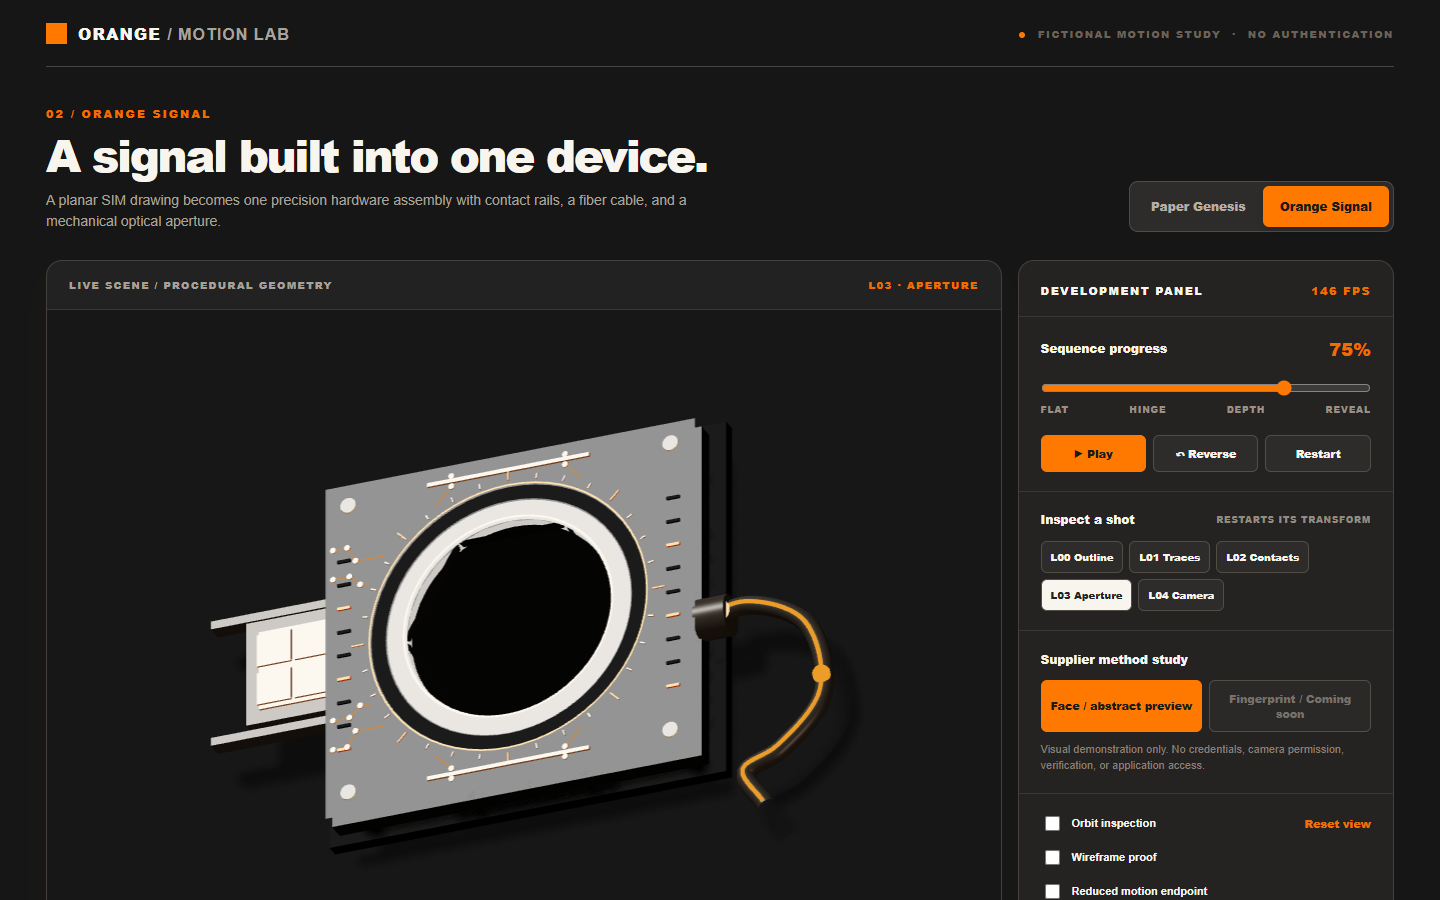 ORANGE / MOTION LAB
FICTIONAL MOTION STUDY · NO AUTHENTICATION
02 / ORANGE SIGNAL
A signal built into one device.
A planar SIM drawing becomes one precision hardware assembly with contact rails, a fiber cable, and a
mechanical optical aperture.
Paper Genesis
Orange Signal
LIVE SCENE / PROCEDURAL GEOMETRY
L03 · APERTURE
DEVELOPMENT PANEL
146 FPS
Sequence progress
75%
FLAT
HINGE
DEPTH
REVEAL
Play
Reverse
Restart
Inspect a shot
RESTARTS ITS TRANSFORM
L00 Outline
L01 Traces
L02 Contacts
L03 Aperture
L04 Camera
Supplier method study
Face / abstract preview
Fingerprint / Coming
soon
Visual demonstration only. No credentials, camera permission,
verification, or application access.
Orbit inspection
Reset view
Wireframe proof
Reduced motion endpoint